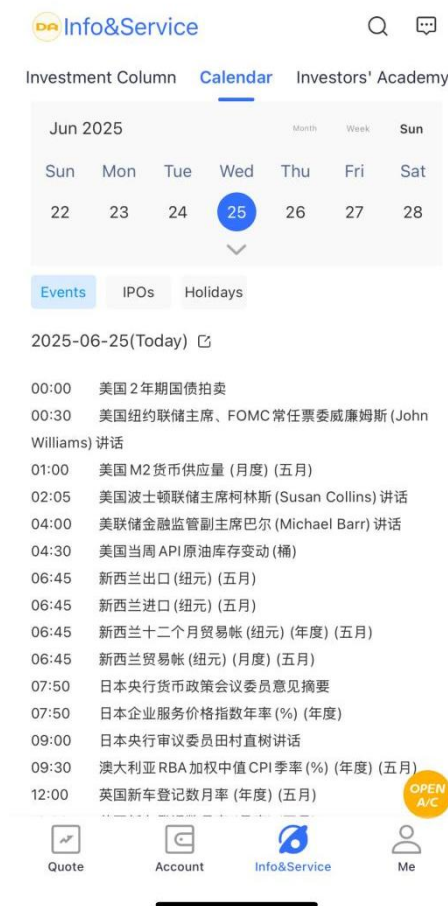 DA Info&Service
Investment Column Calendar Investors' Academy
Jun 2025 Month Week Sun
Sun Mon Tue Wed Thu Fri Sat
22 23 24 25 26 27 28
Events IPOs Holidays
2025-06-25(Today)
00:00 美国2年期国债拍卖
00:30 美国纽约联储主席、FOMC常任票委威廉姆斯(John
Williams)讲话
01:00 美国M2货币供应量(月度)(五月)
02:05 美国波士顿联储主席柯林斯(Susan Collins)讲话
04:00 美联储金融监管副主席巴尔(Michael Barr)讲话
04:30 美国当周API原油库存变动(桶)
06:45 新西兰出口(纽元)(五月)
06:45 新西兰进口(纽元)(五月)
06:45 新西兰十二个月贸易帐(纽元)(年度)(五月)
06:45 新西兰贸易帐(纽元)(月度)(五月)
07:50 日本央行货币政策会议委员意见摘要
07:50 日本企业服务价格指数年率(%)(年度)
09:00 日本央行审议委员田村直树讲话
09:30 澳大利亚RBA加权中值CPI季率(%)(年度)(五月)
12:00 英国新车登记数月率(年度)(五月)
OPEN
A/C
Quote Account Info&Service Me